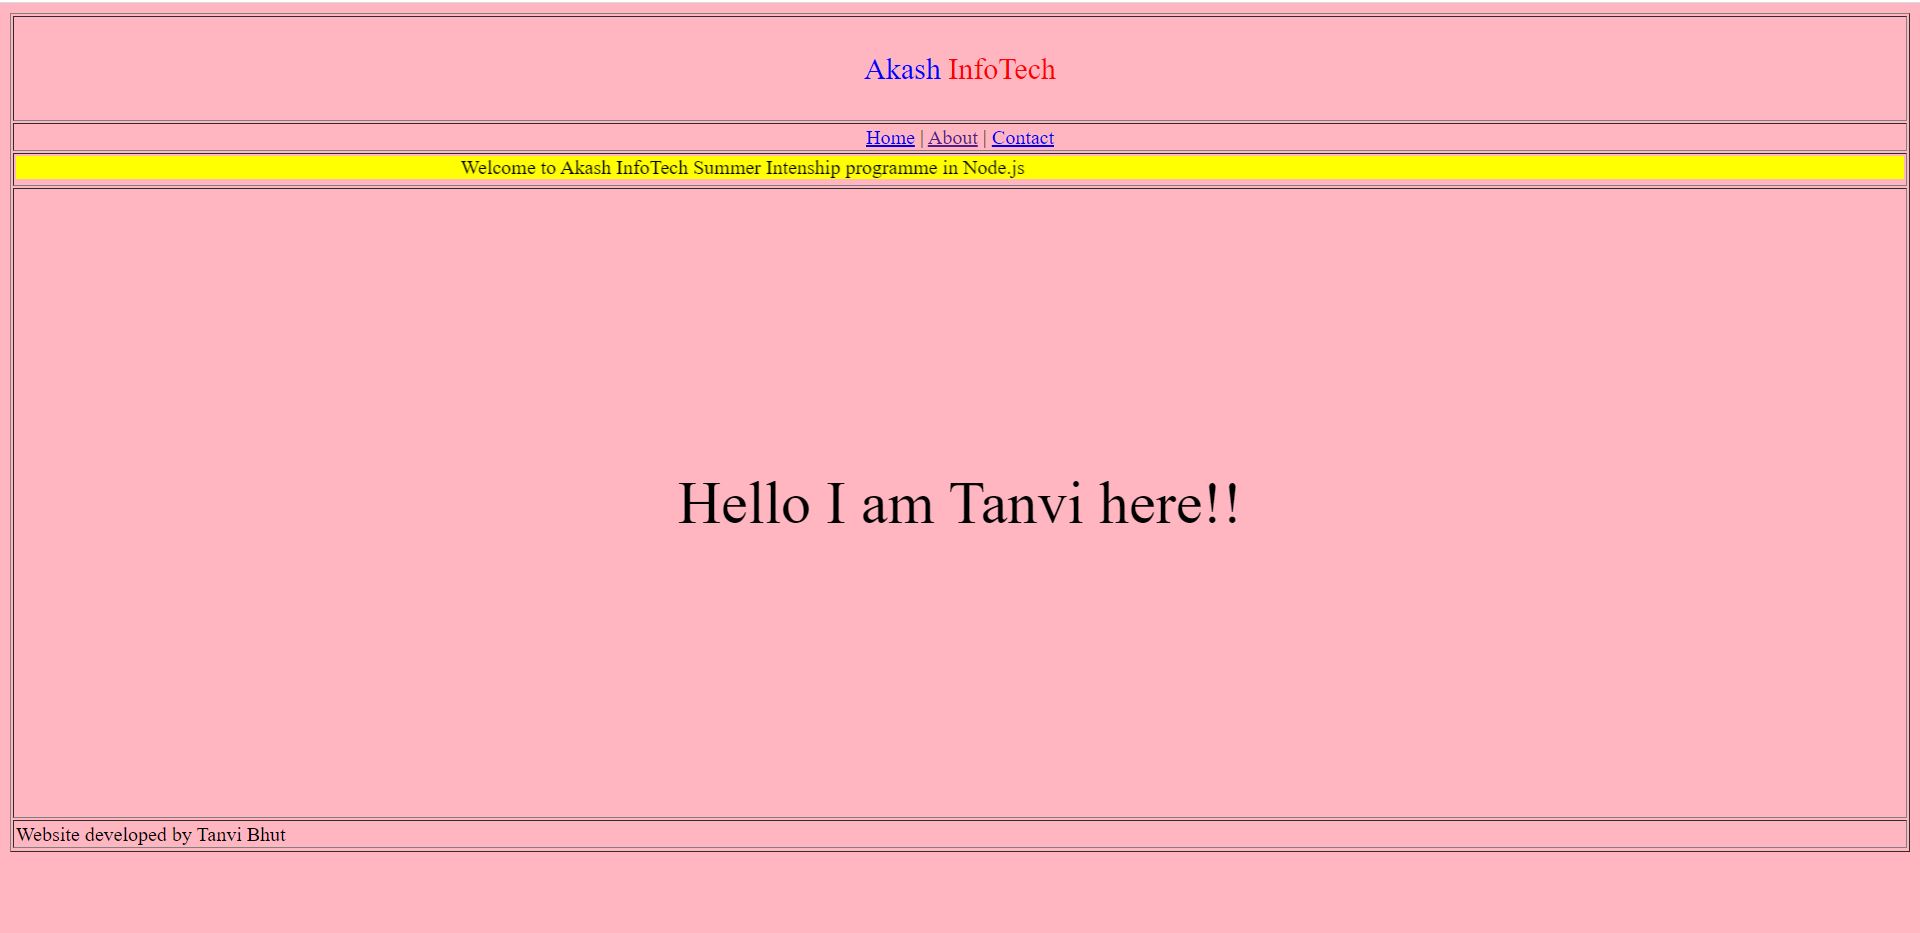 Akash InfoTech
Home | About | Contact
Welcome to Akash InfoTech Summer Intenship programme in Node.js
Hello I am Tanvi here!!
Website developed by Tanvi Bhut